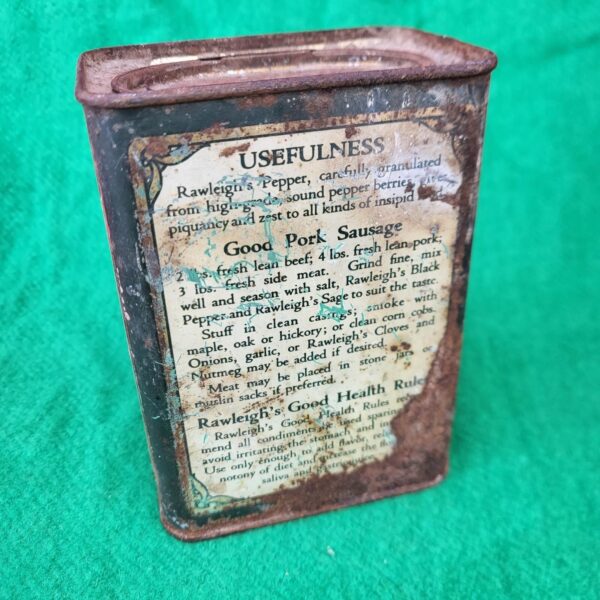 USEFULNESS
Rawleigh's Pepper, carefully granulated
from high-grade, sound pepper berries, gives
piquancy and zest to all kinds of insipid
Good Pork Sausage
2 lbs. fresh lean beef; 4 lbs. fresh lean pork;
3 lbs. fresh side meat. Grind fine, mix
well and season with salt, Rawleigh's Black
Pepper and Rawleigh's Sage to suit the taste.
Stuff in clean casings; smoke with
maple, oak or hickory; or clean corn cobs.
Onions, garlic, or Rawleigh's Cloves and
Nutmeg may be added if desired.
Meat may be placed in stone jars or
muslin sacks if preferred.
Rawleigh's Good Health Rules
Rawleigh's Good Health Rules
mend all condiments be used
avoid irritating the stomach, and
Use only enough to add flavor,
notony of diet and increase the
saliva and